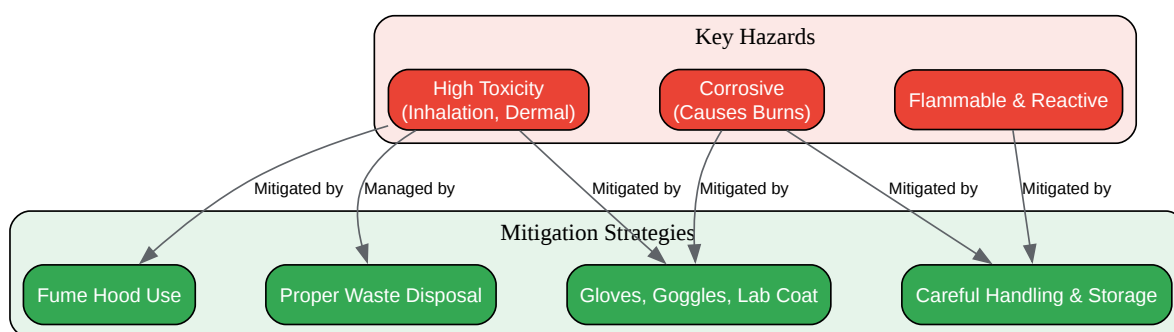 Key Hazards
High Toxicity
(Inhalation, Dermal)
Corrosive
(Causes Burns)
Flammable & Reactive
Mitigated by
Managed by
Mitigated by
Mitigated by
Mitigated by
Mitigated by
Mitigation Strategies
Fume Hood Use
Proper Waste Disposal
Gloves, Goggles, Lab Coat
Careful Handling & Storage